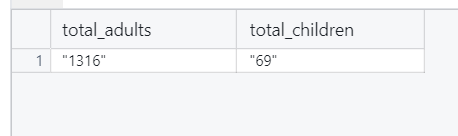 total_adults total_children
1 "1316" "69"